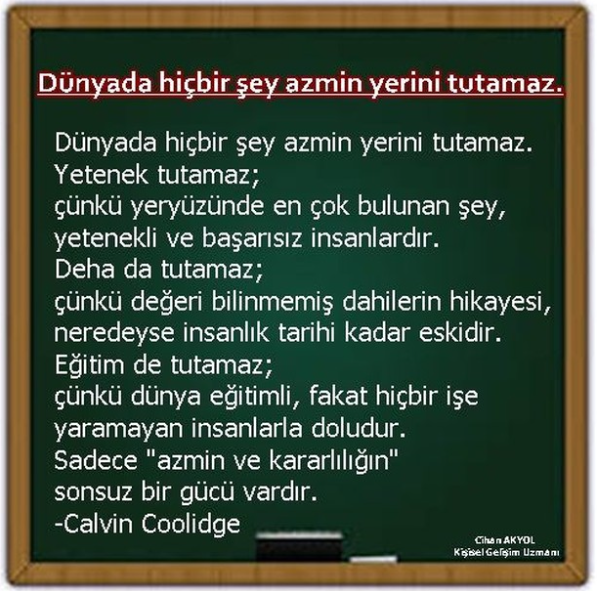 Dünyada hiçbir şey azmin yerini tutamaz.
Dünyada hiçbir şey azmin yerini tutamaz.
Yetenek tutamaz;
çünkü yeryüzünde en çok bulunan şey,
yetenekli ve başarısız insanlardır.
Deha da tutamaz;
çünkü değeri bilinmemiş dahilerin hikayesi,
neredeyse insanlık tarihi kadar eskidir.
Eğitim de tutamaz;
çünkü dünya eğitimli, fakat hiçbir işe
yaramayan insanlarla doludur.
Sadece "azmin ve kararlılığın"
sonsuz bir gücü vardır.
-Calvin Coolidge
Cihan AKYOL
Kişisel Gelişim Uzmanı